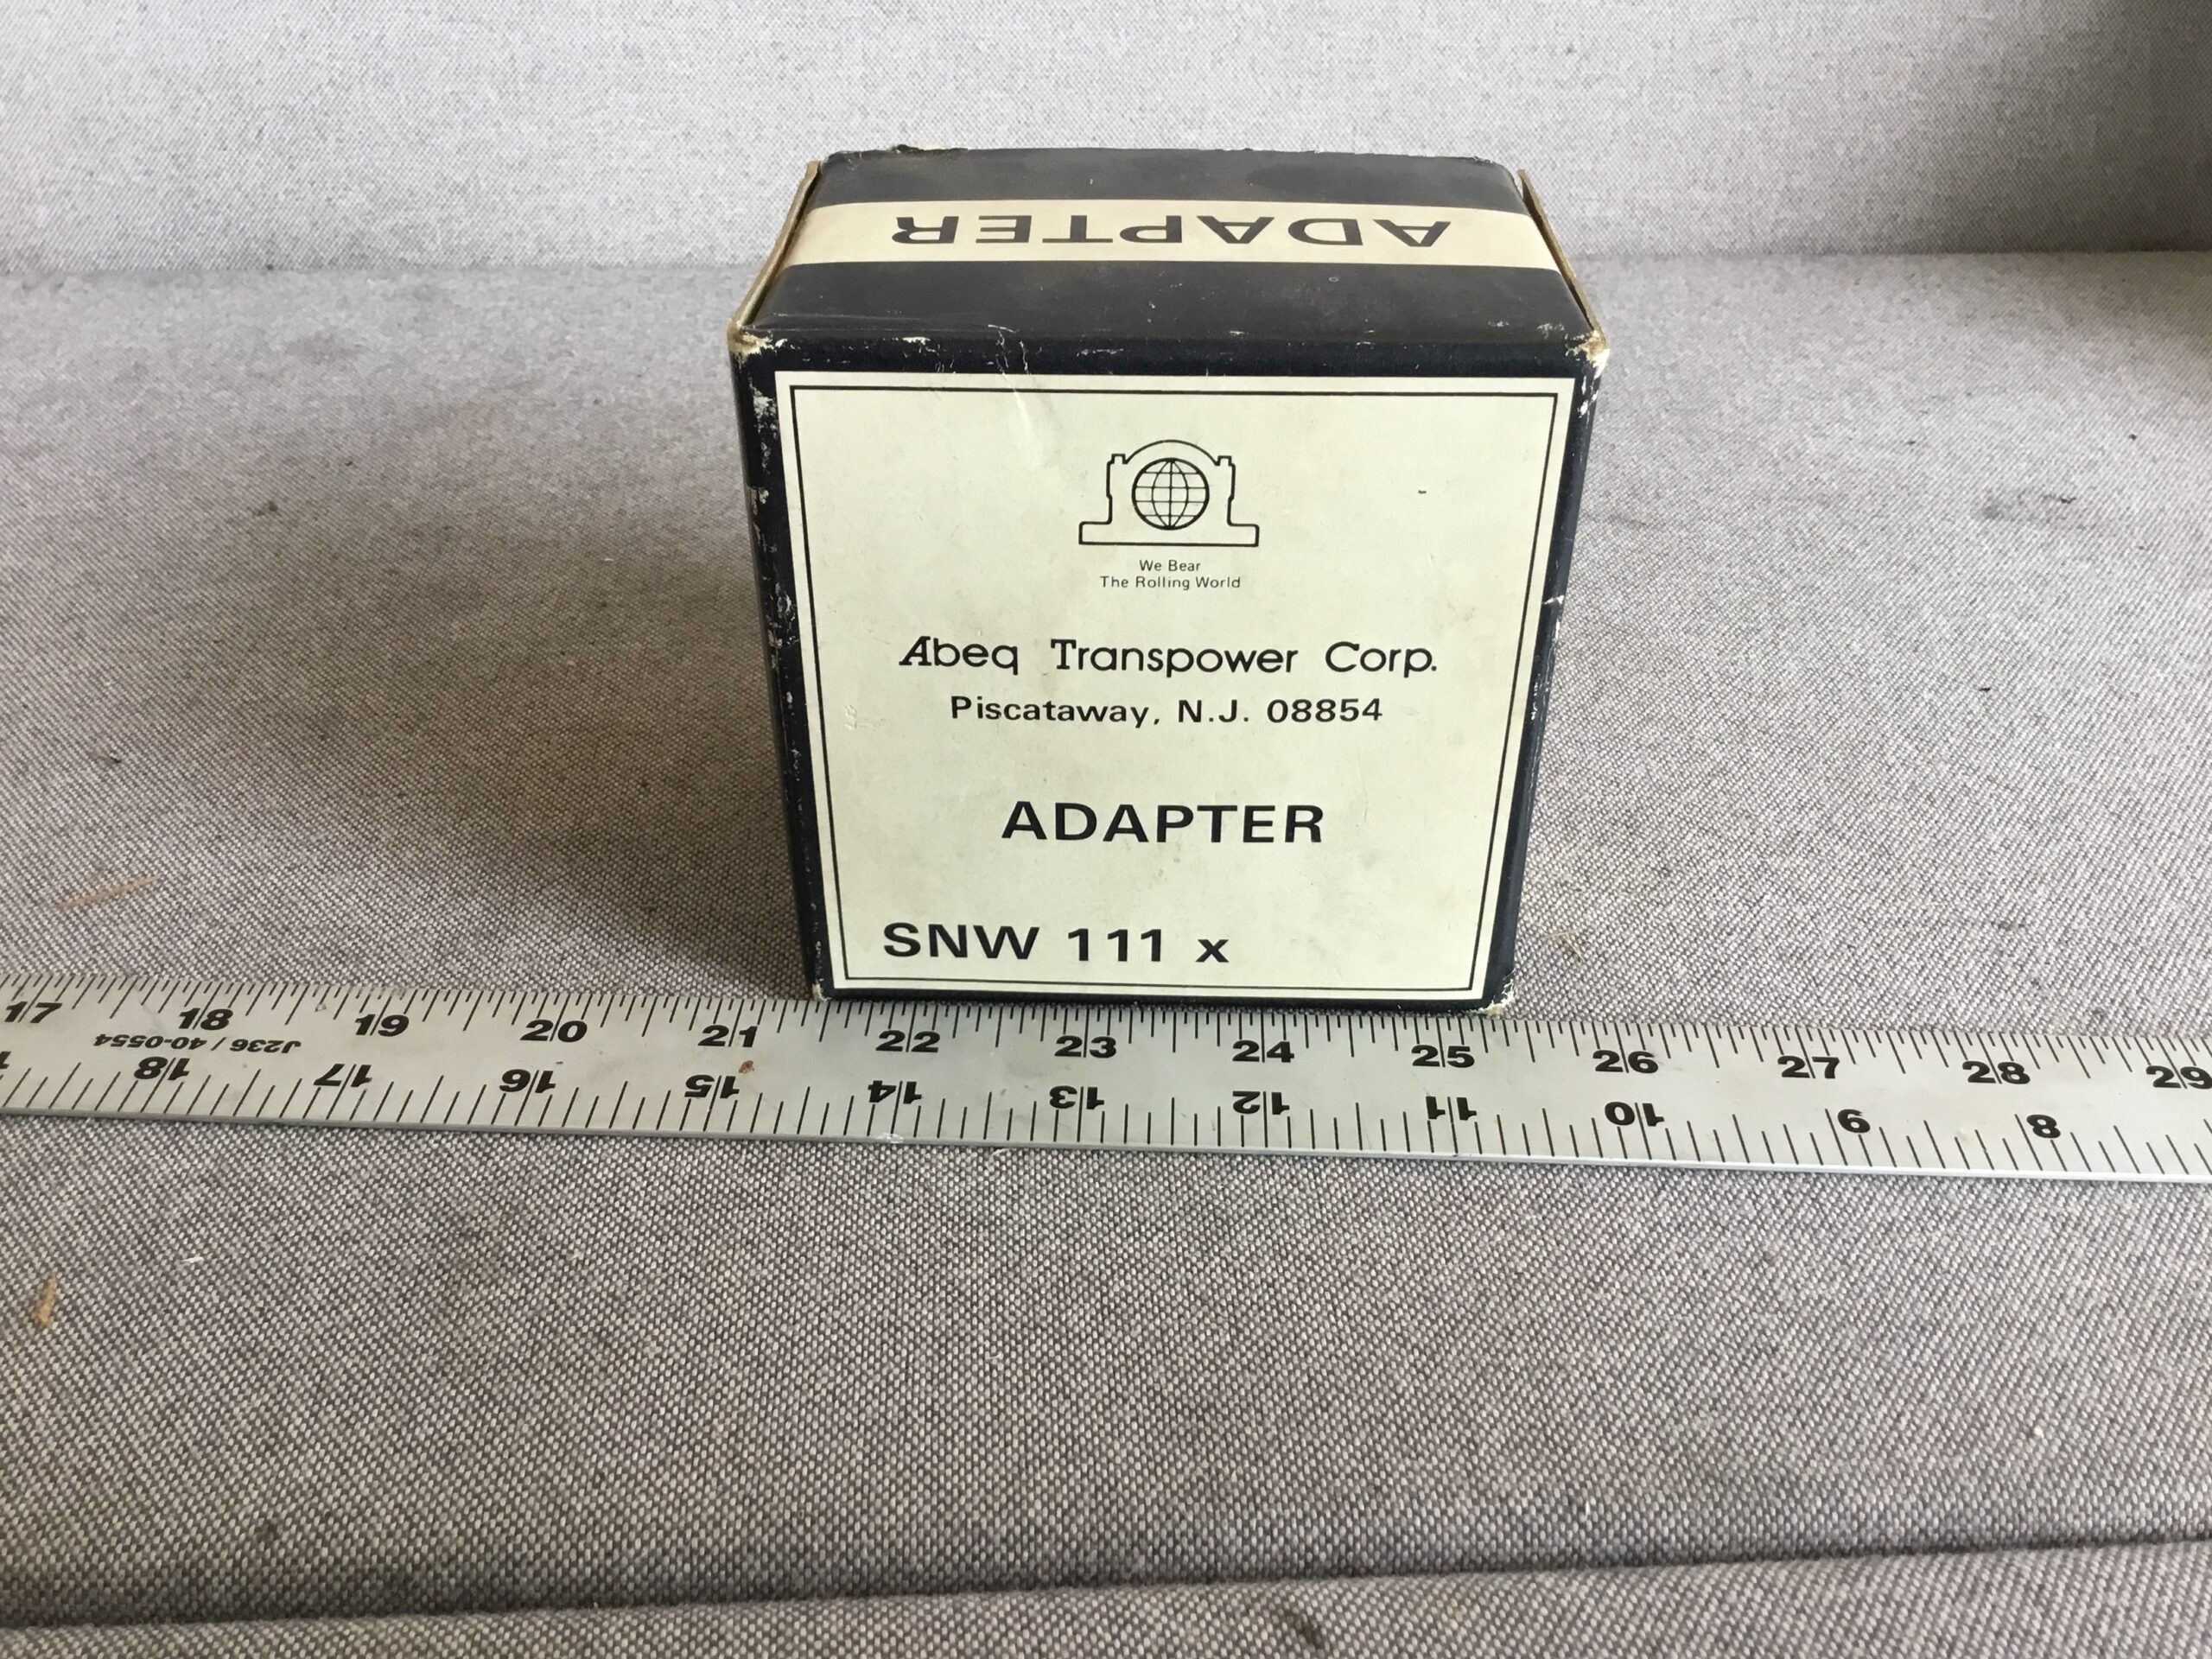 ADAPTER
We Bear
The Rolling World
Abeq Transpower Corp.
Piscataway, N.J. 08854
ADAPTER
SNW 111 x
17 18 19 20 21 22 23 24 25 26 27 28 29
J236 / 40-0554
18 17 16 15 14 13 12 11 10 9 8